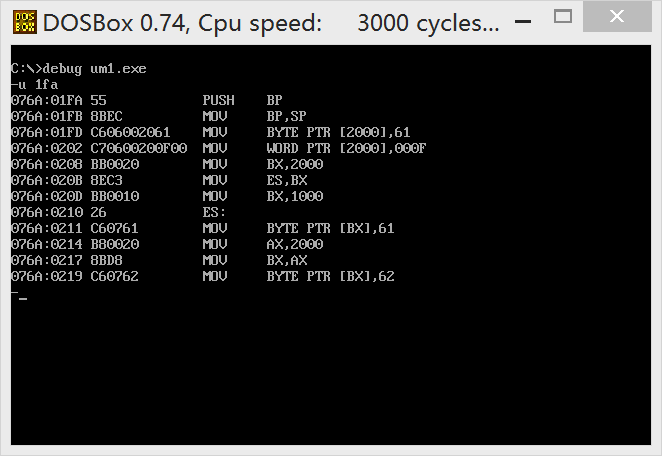 DOS
BOX
DOSBox 0.74, Cpu speed: 3000 cycles...
C:\>debug um1.exe
-u 1fa
076A:01FA 55 PUSH BP
076A:01FB 8BEC MOV BP,SP
076A:01FD C606002061 MOV BYTE PTR [2000],61
076A:0202 C70600200F00 MOV WORD PTR [2000],000F
076A:0208 BB0020 MOV BX,2000
076A:020B 8EC3 MOV ES,BX
076A:020D BB0010 MOV BX,1000
076A:0210 26 ES:
076A:0211 C60761 MOV BYTE PTR [BX],61
076A:0214 B80020 MOV AX,2000
076A:0217 8BD8 MOV BX,AX
076A:0219 C60762 MOV BYTE PTR [BX],62
-_